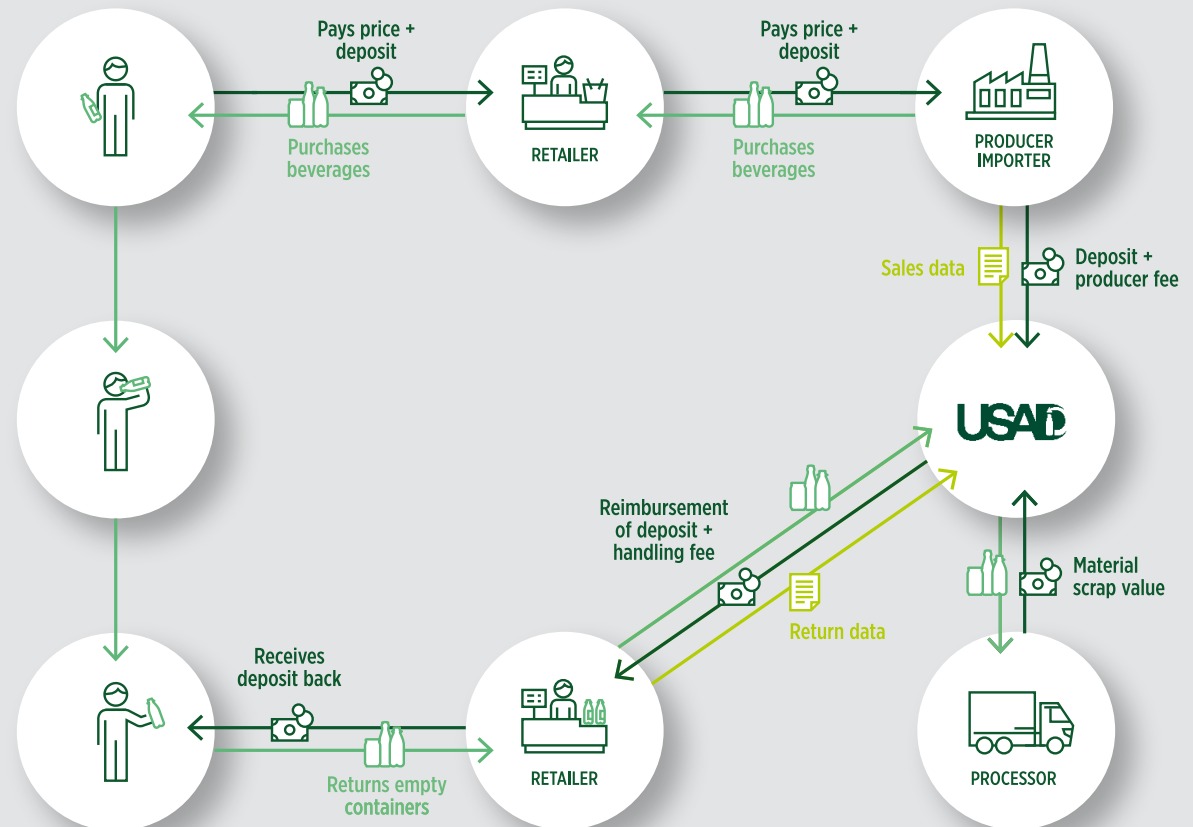 Pays price +
deposit
Pays price +
deposit
Purchases
beverages
RETAILER
Purchases
beverages
PRODUCER
IMPORTER
Sales data
Deposit +
producer fee
USAD
Reimbursement
of deposit +
handling fee
Return data
Material
scrap value
Receives
deposit back
Returns empty
containers
RETAILER
PROCESSOR